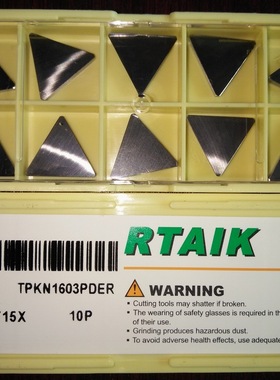 RTAIK
TPKN1603PDER
15X 10P
WARNING
• Cutting tools may shatter if broken.
• The wearing of safety glasses is required in the
of their use.
• Grinding produces hazardous dust.
• To avoid adverse health effects, use adequate